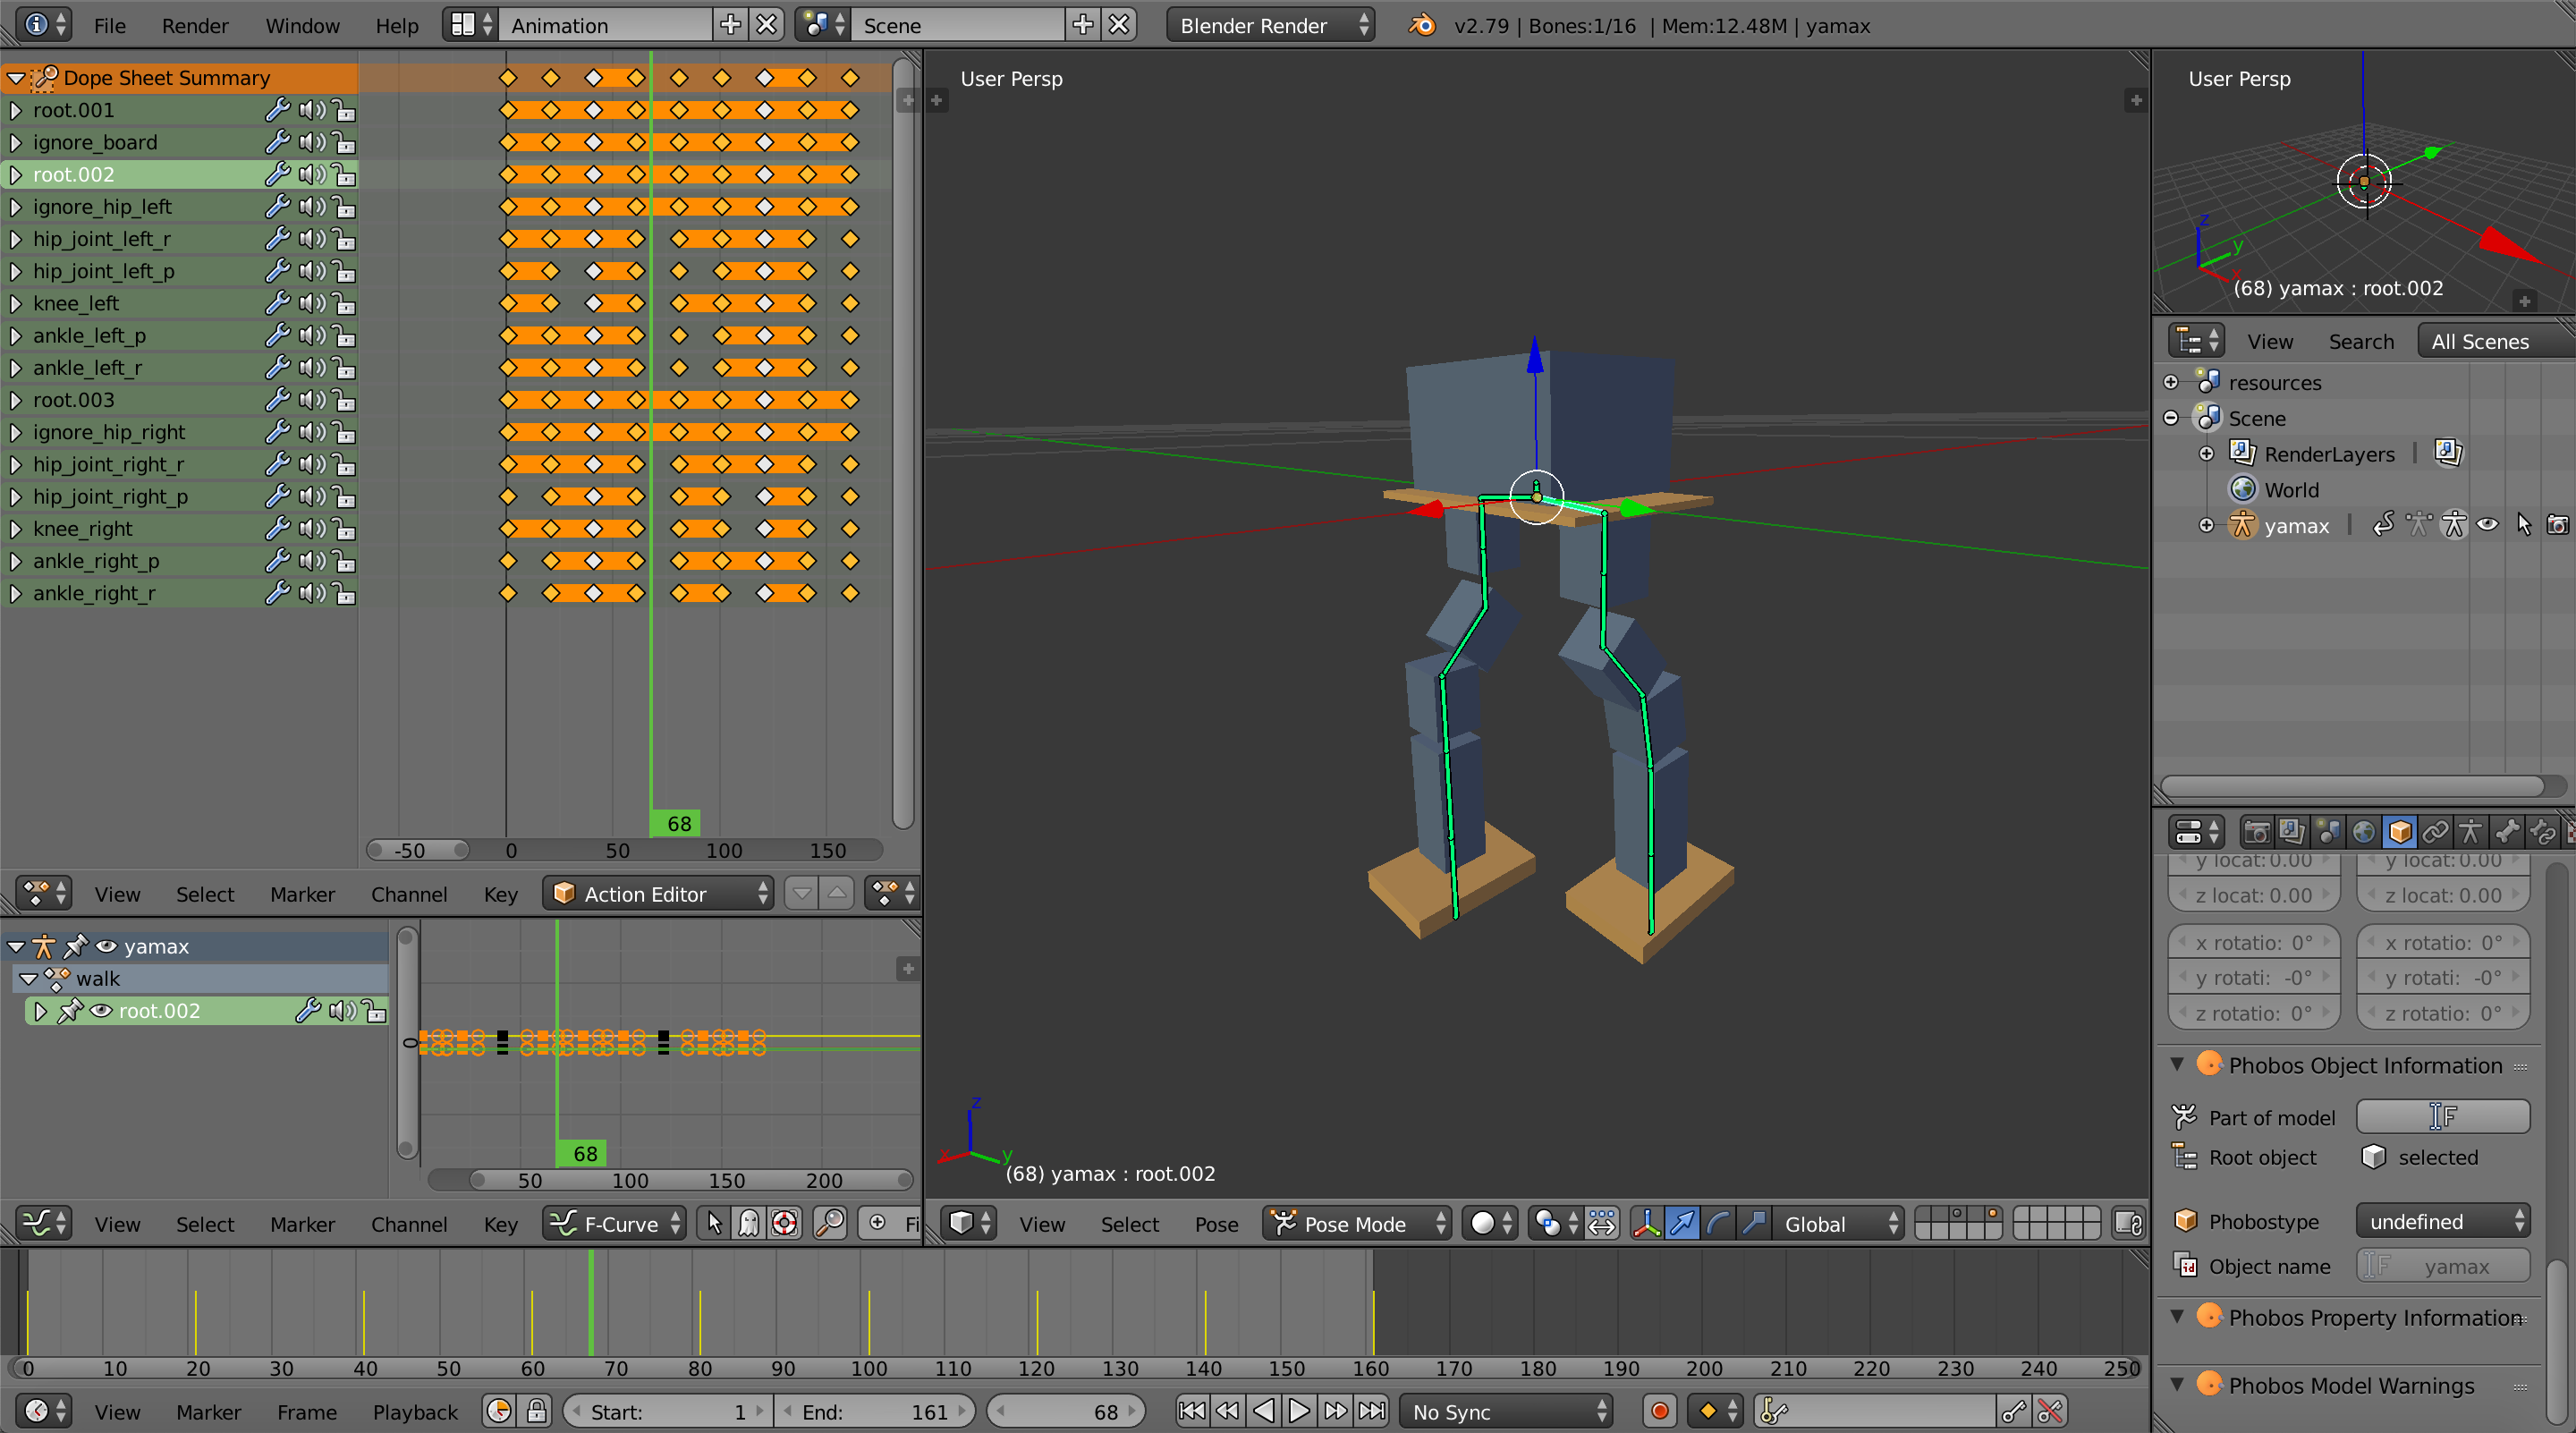 File Render Window Help Animation Scene Blender Render v2.79 | Bones:1/16 | Mem:12.48M | yamax
Dope Sheet Summary
root.001
ignore_board
root.002
ignore_hip_left
hip_joint_left_r
hip_joint_left_p
knee_left
ankle_left_p
ankle_left_r
root.003
ignore_hip_right
hip_joint_right_r
hip_joint_right_p
knee_right
ankle_right_p
ankle_right_r
68
-50 0 50 100 150
View Select Marker Channel Key Action Editor
yamax
walk
root.002
0
68
50 100 150 200
View Select Marker Channel Key F-Curve Fi
User Persp
z
x y
(68) yamax : root.002
View Select Pose Pose Mode Global
User Persp
z
y
x
(68) yamax : root.002
View Search All Scenes
resources
Scene
RenderLayers |
World
yamax |
y locat: 0.00 y locat: 0.00
z locat: 0.00 z locat: 0.00
x rotatio: 0° x rotatio: 0°
y rotati: -0° y rotati: -0°
z rotatio: 0° z rotatio: 0°
Phobos Object Information
Part of model F
Root object selected
Phobostype undefined
id Object name F yamax
Phobos Property Information
Phobos Model Warnings
0 10 20 30 40 50 60 70 80 90 100 110 120 130 140 150 160 170 180 190 200 210 220 230 240 250
View Marker Frame Playback Start: 1 End: 161 68 No Sync